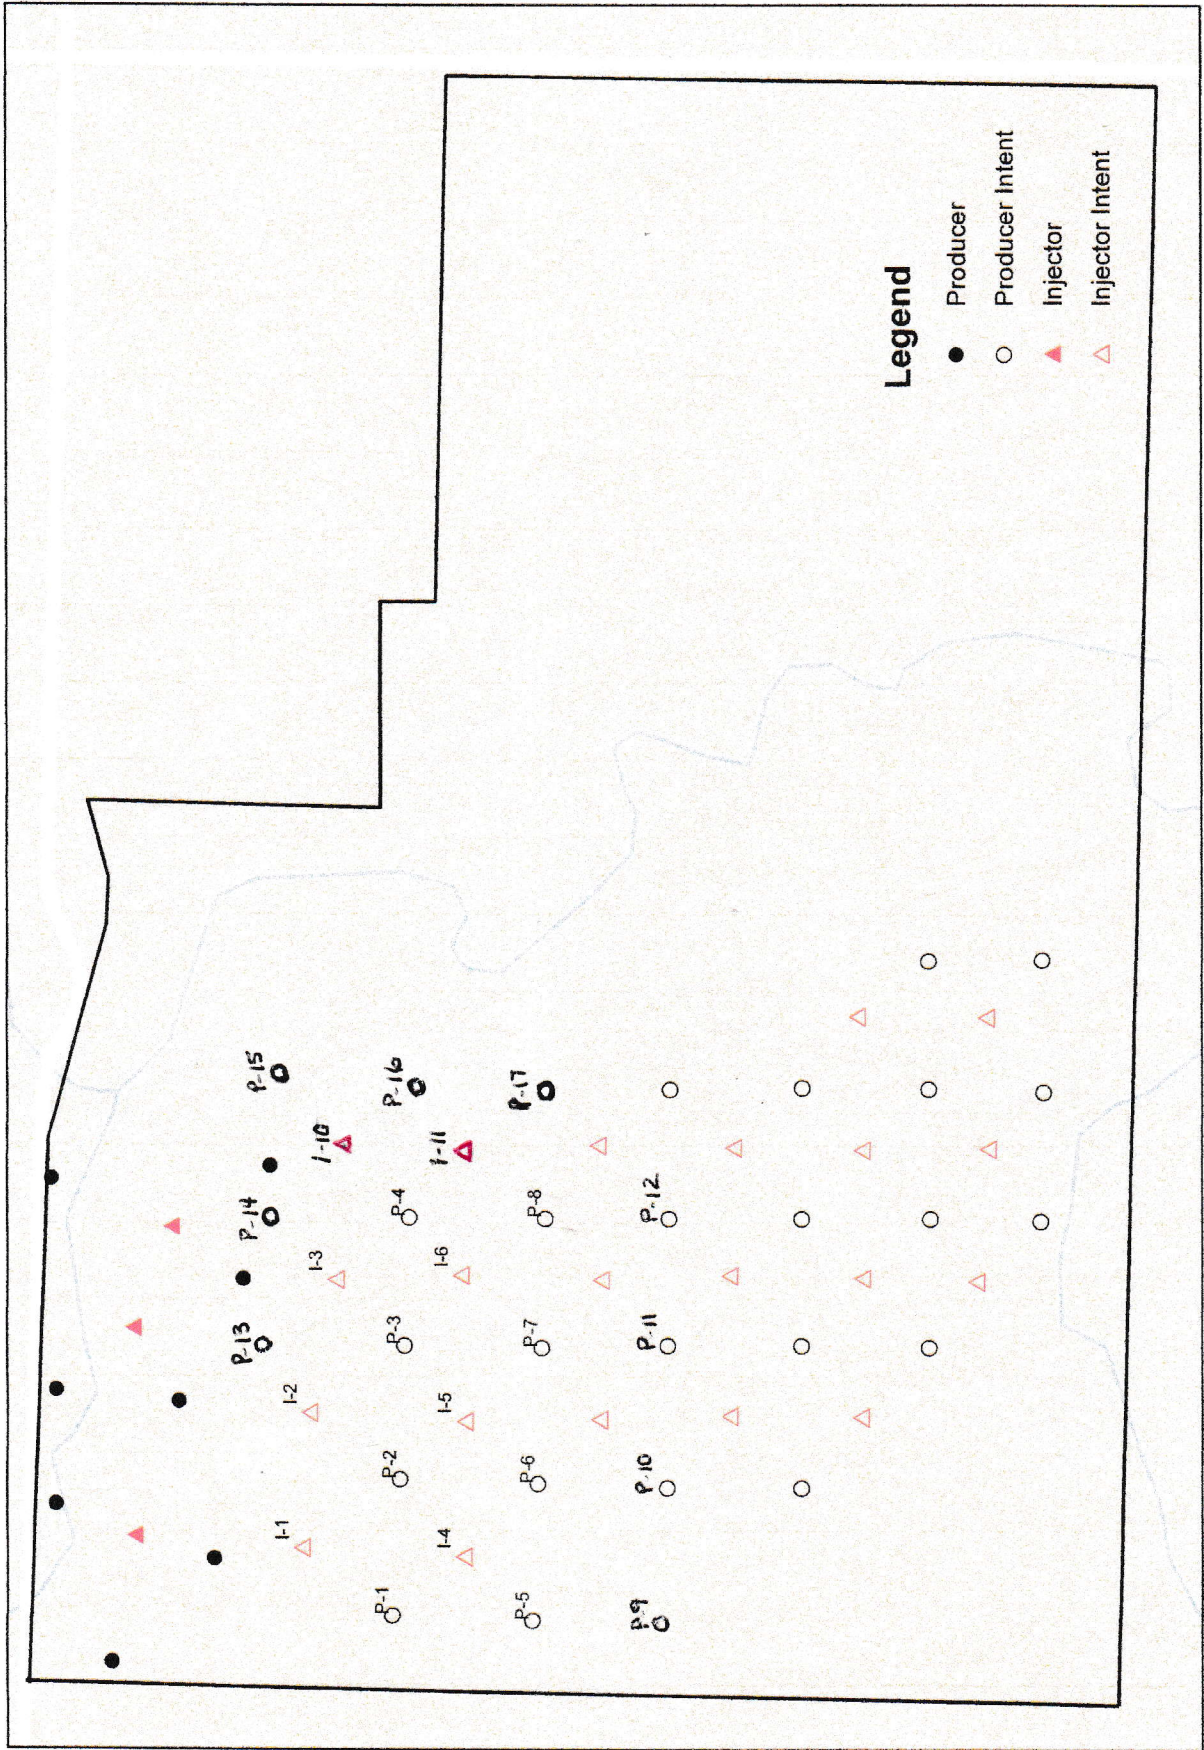 P-13
P-14
P-15
I-1
I-2
I-3
I-10
P-1
P-2
P-3
P-4
P-16
I-4
I-5
I-6
I-11
P-5
P-6
P-7
P-8
P-17
P-9
P-10
P-11
P-12
Legend
Producer
Producer Intent
Injector
Injector Intent